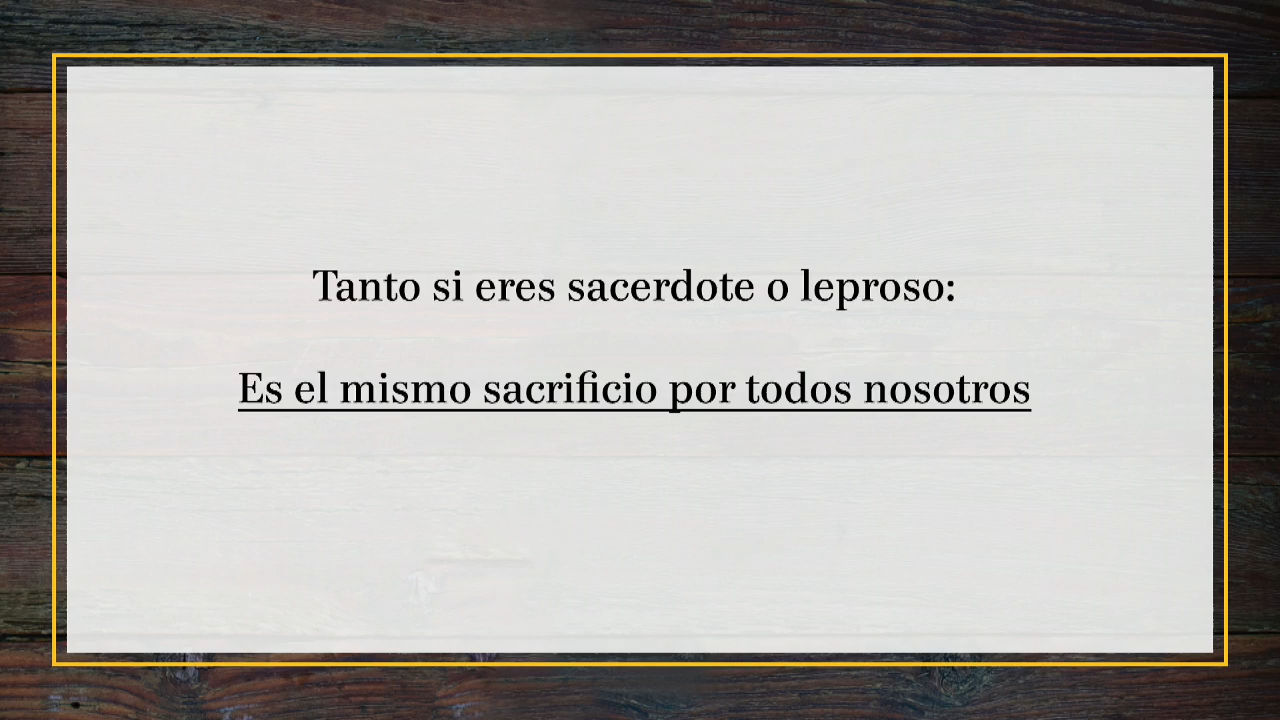 Tanto si eres sacerdote o leproso:
Es el mismo sacrificio por todos nosotros